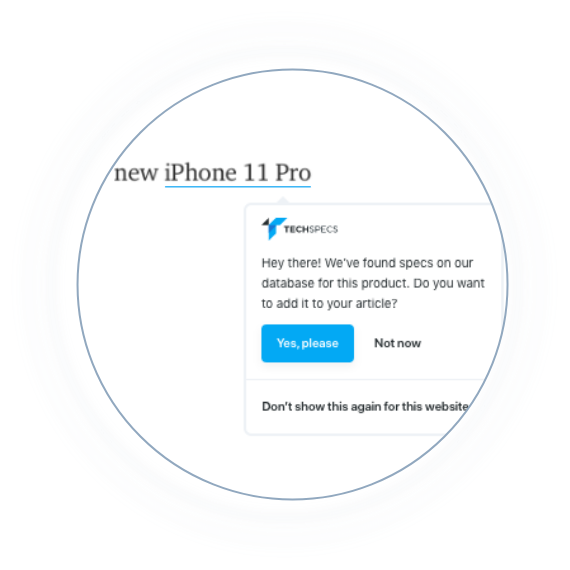 new iPhone 11 Pro
TECHSPECS
Hey there! We've found specs on our
database for this product. Do you want
to add it to your article?
Yes, please
Not now
Don't show this again for this website